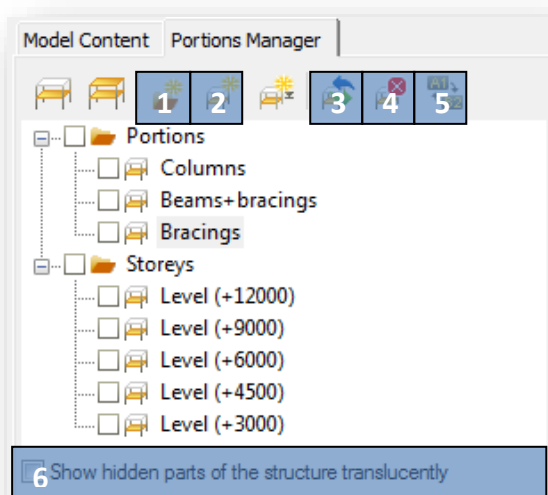 Model Content Portions Manager
1 2 3 4 5
Portions
Columns
Beams+bracings
Bracings
Storeys
Level (+12000)
Level (+9000)
Level (+6000)
Level (+4500)
Level (+3000)
6 Show hidden parts of the structure translucently